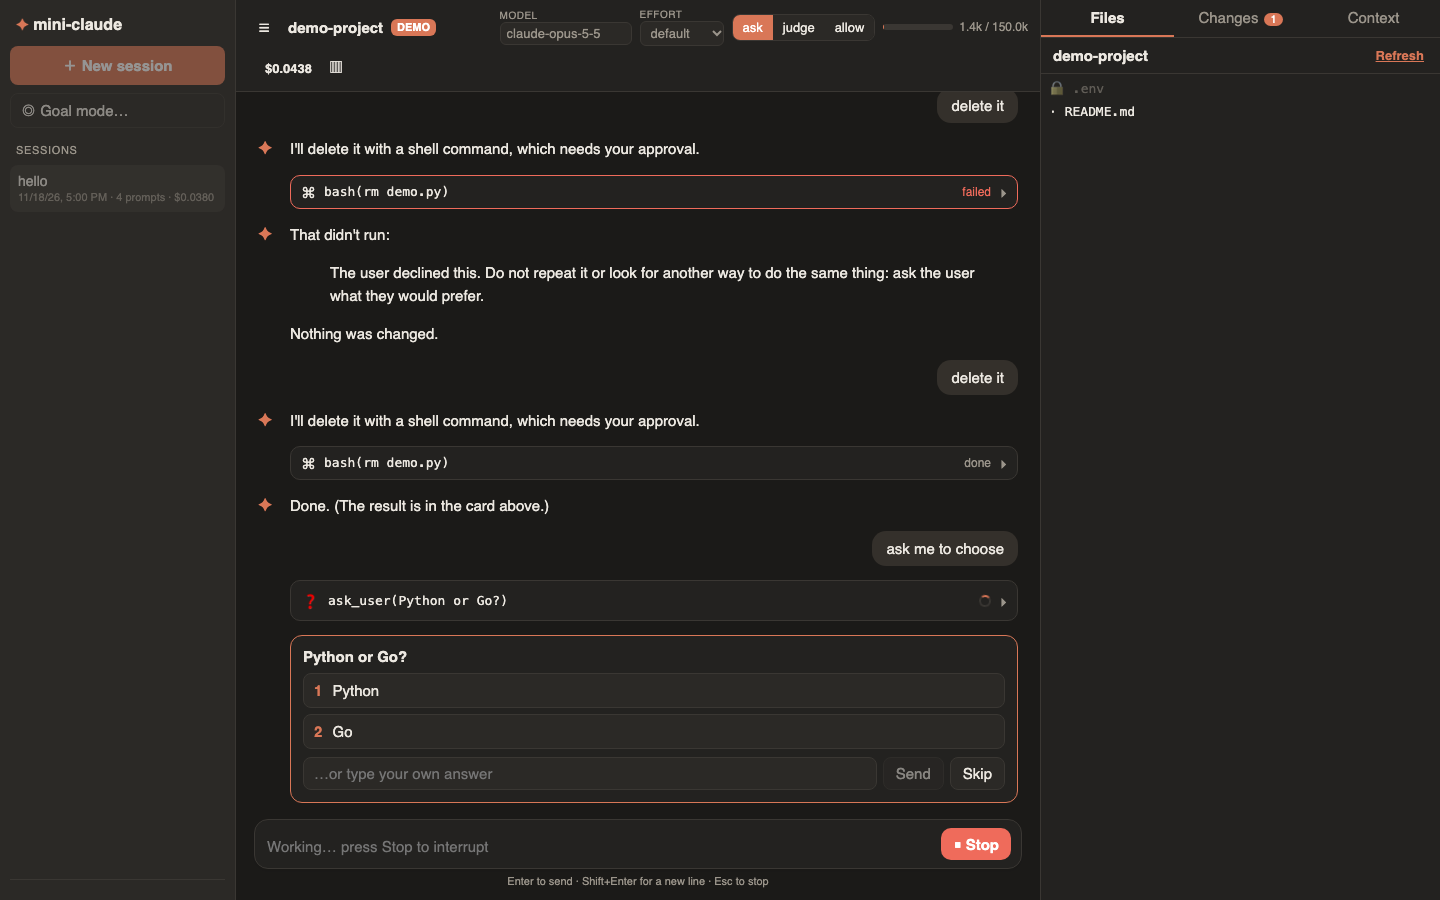 mini-claude
+ New session
Goal mode…
SESSIONS
hello
11/18/26, 5:00 PM · 4 prompts · $0.0380
demo-project DEMO
MODEL
claude-opus-5-5
EFFORT
default
ask judge allow
1.4k / 150.0k
$0.0438
delete it
I'll delete it with a shell command, which needs your approval.
bash(rm demo.py) failed
That didn't run:
The user declined this. Do not repeat it or look for another way to do the same thing: ask the user
what they would prefer.
Nothing was changed.
delete it
I'll delete it with a shell command, which needs your approval.
bash(rm demo.py) done
Done. (The result is in the card above.)
ask me to choose
ask_user(Python or Go?)
Python or Go?
1 Python
2 Go
…or type your own answer Send Skip
Working… press Stop to interrupt Stop
Enter to send · Shift+Enter for a new line · Esc to stop
Files Changes 1 Context
demo-project Refresh
.env
· README.md